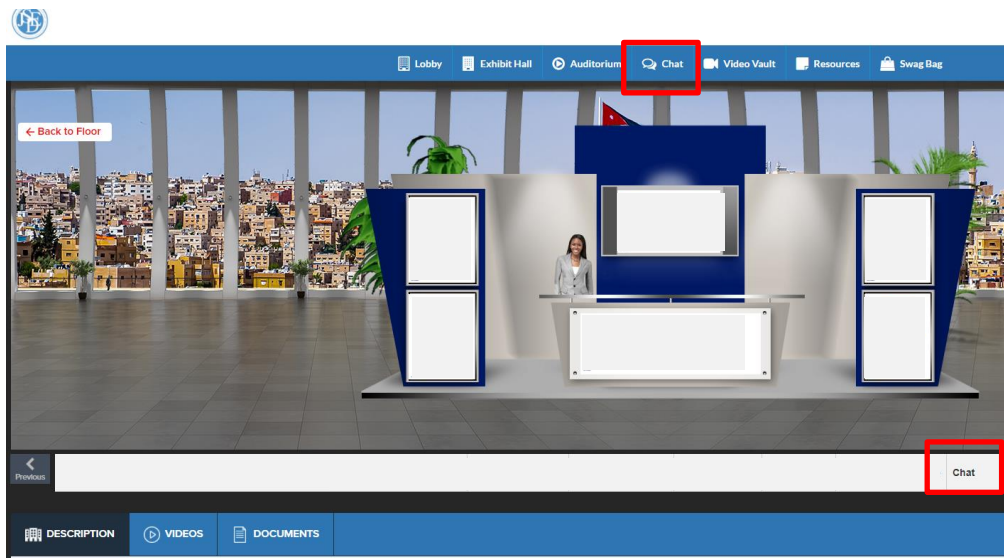 Lobby Exhibit Hall Auditorium Chat Video Vault Resources Swag Bag
← Back to Floor
Previous
Chat
DESCRIPTION VIDEOS DOCUMENTS